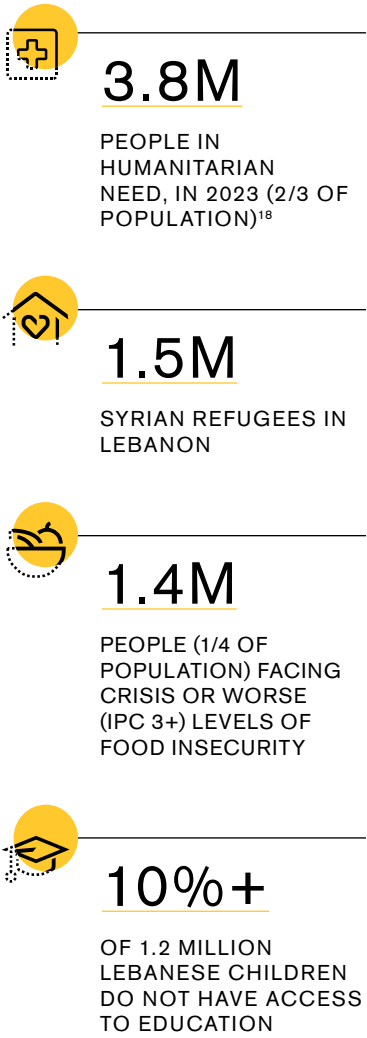 3.8M
PEOPLE IN
HUMANITARIAN
NEED, IN 2023 (2/3 OF
POPULATION)18
1.5M
SYRIAN REFUGEES IN
LEBANON
1.4M
PEOPLE (1/4 OF
POPULATION) FACING
CRISIS OR WORSE
(IPC 3+) LEVELS OF
FOOD INSECURITY
10%+
OF 1.2 MILLION
LEBANESE CHILDREN
DO NOT HAVE ACCESS
TO EDUCATION